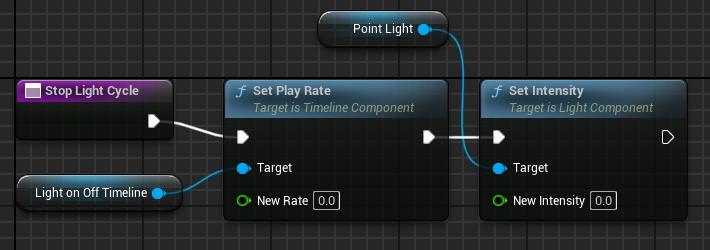 Point Light
Stop Light Cycle
Set Play Rate
Target is Timeline Component
Set Intensity
Target is Light Component
Target
Target
Light on Off Timeline
New Rate 0.0
New Intensity 0.0